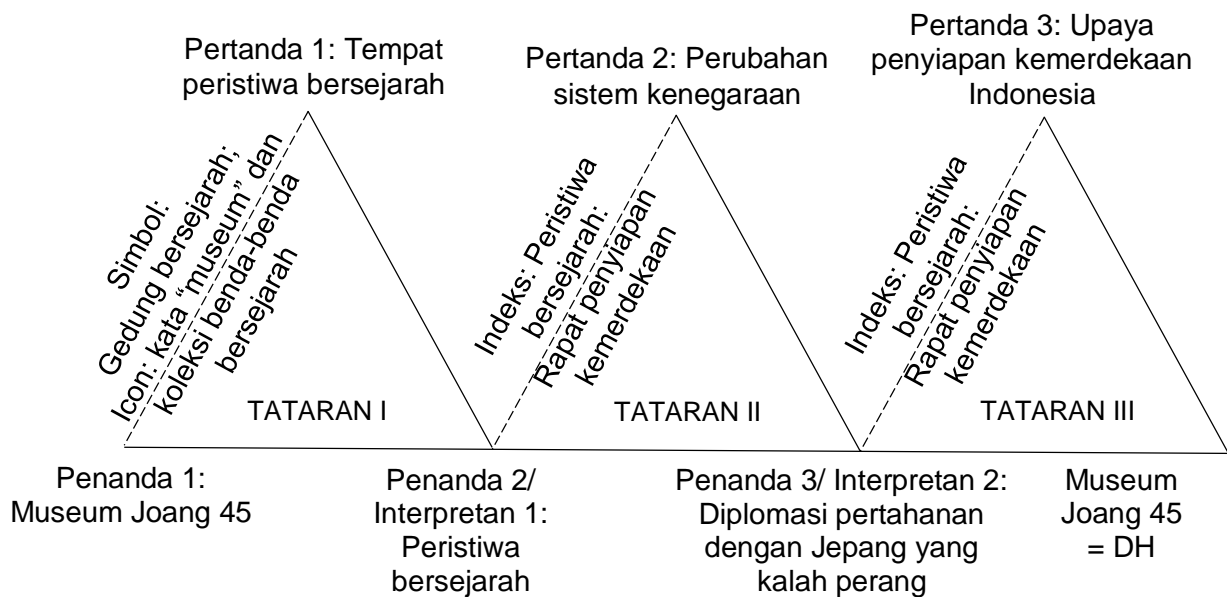 Pertanda 1: Tempat
peristiwa bersejarah
Pertanda 2: Perubahan
sistem kenegaraan
Pertanda 3: Upaya
penyiapan kemerdekaan
Indonesia
Simbol:
Gedung bersejarah;
Icon: kata “museum” dan
koleksi benda-benda
bersejarah
Indeks: Peristiwa
bersejarah:
Rapat penyiapan
kemerdekaan
Indeks: Peristiwa
bersejarah:
Rapat penyiapan
kemerdekaan
TATARAN I
TATARAN II
TATARAN III
Penanda 1:
Museum Joang 45
Penanda 2/
Interpretan 1:
Peristiwa
bersejarah
Penanda 3/ Interpretan 2:
Diplomasi pertahanan
dengan Jepang yang
kalah perang
Museum
Joang 45
= DH